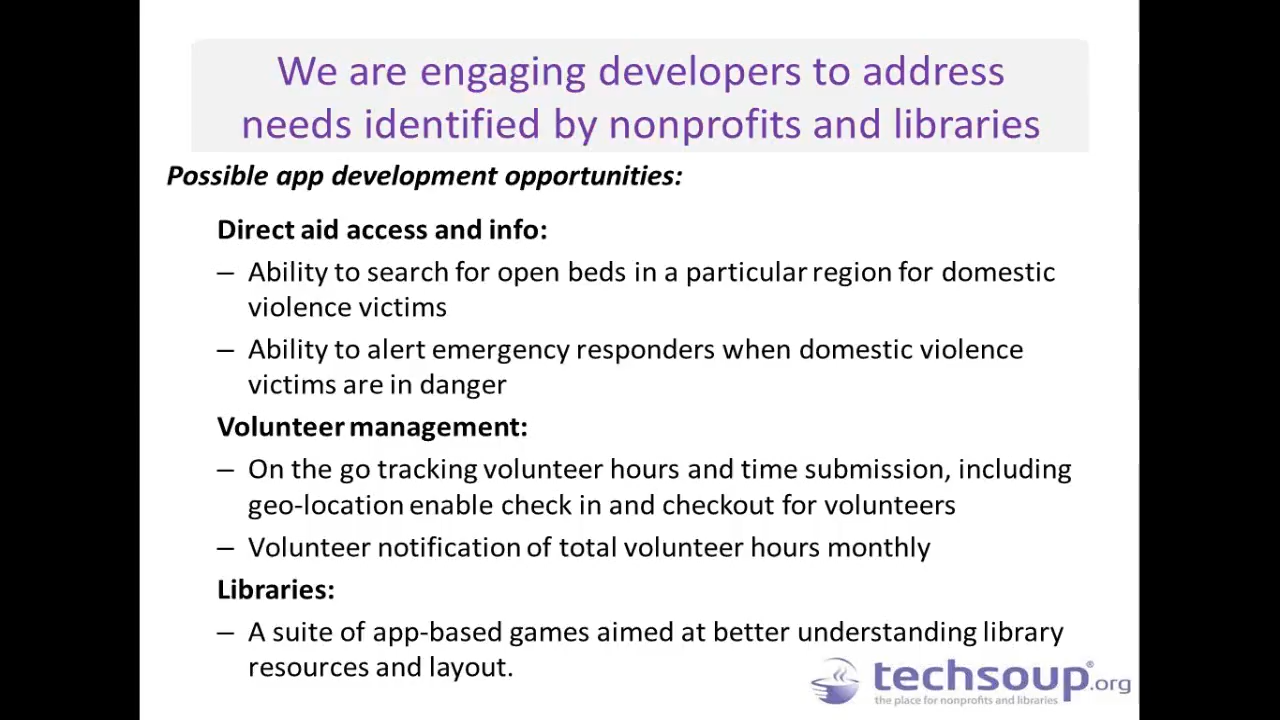 We are engaging developers to address
needs identified by nonprofits and libraries
Possible app development opportunities:
Direct aid access and info:
– Ability to search for open beds in a particular region for domestic
violence victims
– Ability to alert emergency responders when domestic violence
victims are in danger
Volunteer management:
– On the go tracking volunteer hours and time submission, including
geo-location enable check in and checkout for volunteers
– Volunteer notification of total volunteer hours monthly
Libraries:
– A suite of app-based games aimed at better understanding library
resources and layout.
techsoup®.org
the place for nonprofits and libraries